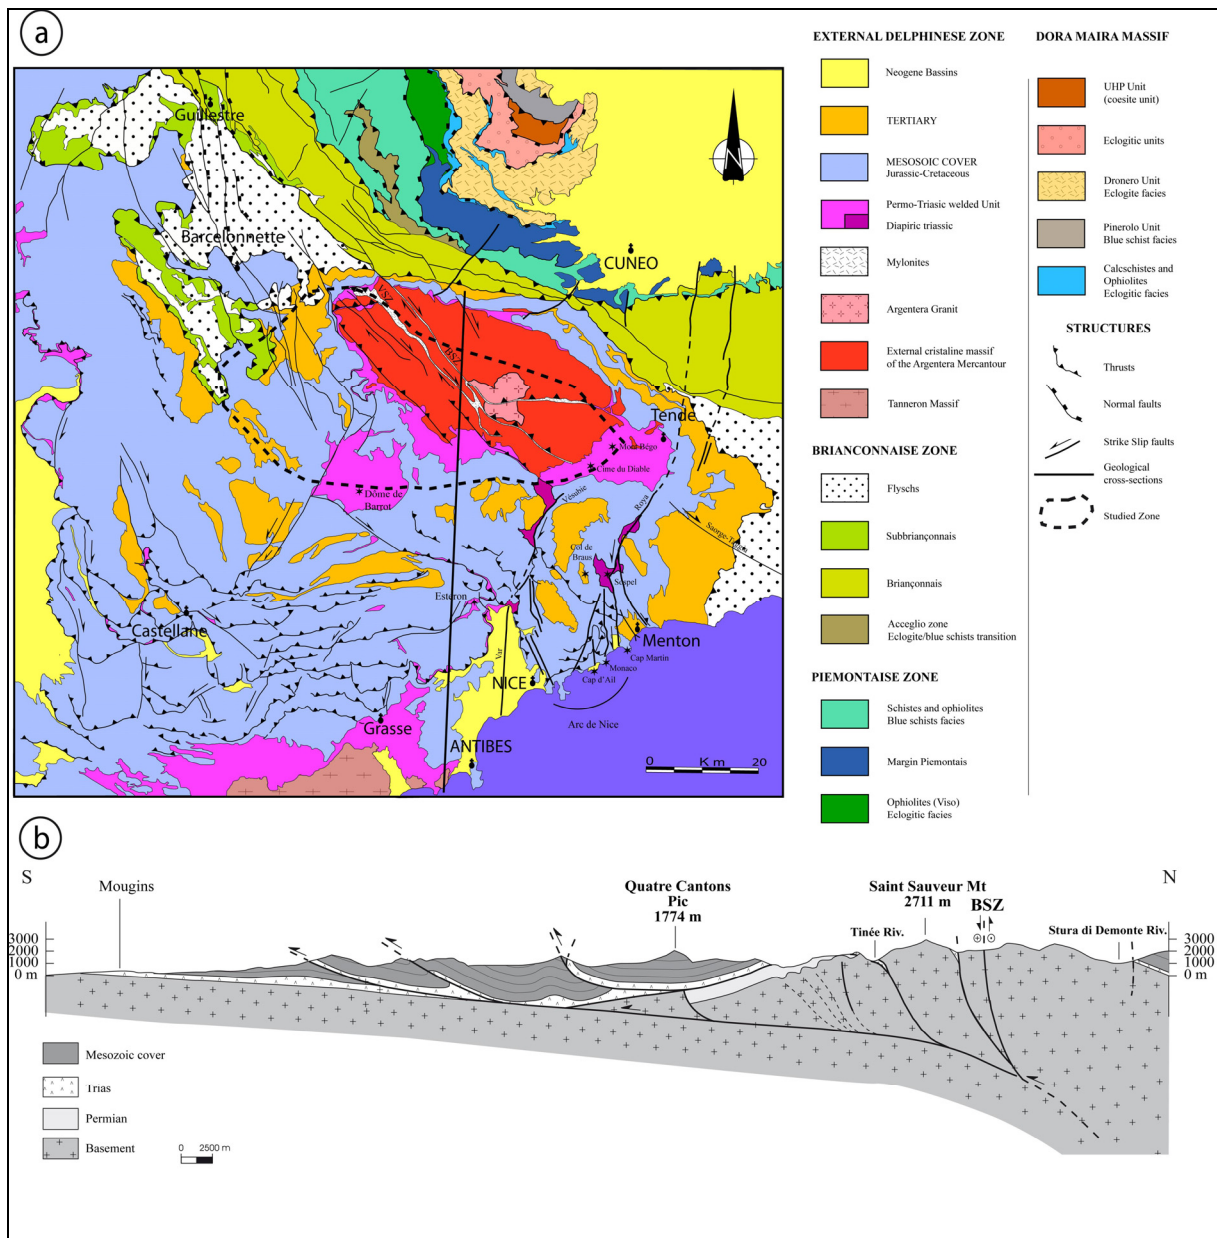 a
Guillestre
Barcelonnette
CUNEO
VSZ
BSZ
Tende
Mont Bégo
Cime du Diable
Dôme de
Barrot
Vésubie
Roya
Saorge-Taggia
Col de
Braus
Sospel
Esteron
Castellane
Menton
Cap Martin
Monaco
Cap d'Ail
Var
NICE
Arc de Nice
Grasse
ANTIBES
N
0 Km 20
EXTERNAL DELPHINESE ZONE
Neogene Bassins
TERTIARY
MESOSOIC COVER
Jurassic-Cretaceous
Permo-Triasic welded Unit
Diapiric triassic
Mylonites
Argentera Granit
External cristaline massif
of the Argentera Mercantour
Tanneron Massif
BRIANCONNAISE ZONE
Flyschs
Subbriançonnais
Briançonnais
Acceglio zone
Eclogite/blue schists transition
PIEMONTAISE ZONE
Schistes and ophiolites
Blue schists facies
Margin Piemontais
Ophiolites (Viso)
Eclogitic facies
DORA MAIRA MASSIF
UHP Unit
(coesite unit)
Eclogitic units
Dronero Unit
Eclogite facies
Pinerolo Unit
Blue schist facies
Calcschistes and
Ophiolites
Eclogitic facies
STRUCTURES
Thrusts
Normal faults
Strike Slip faults
Geological
cross-sections
Studied Zone
b
S
N
Mougins
Quatre Cantons
Pic
1774 m
Saint Sauveur Mt
2711 m
BSZ
Tinée Riv.
Stura di Demonte Riv.
3000
2000
1000
0 m
3000
2000
1000
0 m
Mesozoic cover
Trias
Permian
Basement
0 2500 m